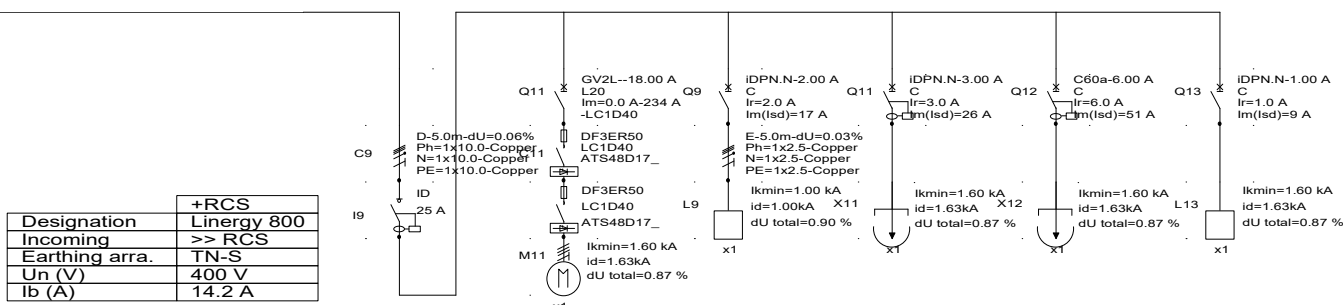 +RCS
Designation Linergy 800
Incoming >> RCS
Earthing arra. TN-S
Un (V) 400 V
Ib (A) 14.2 A
C9
D-5.0m-dU=0.06%
Ph=1x10.0-Copper
N=1x10.0-Copper
PE=1x10.0-Copper
I9
ID
25 A
Q11
GV2L--18.00 A
L20
Im=0.0 A-234 A
-LC1D40
C11
DF3ER50
LC1D40
ATS48D17_
DF3ER50
LC1D40
ATS48D17_
M11
Ikmin=1.60 kA
id=1.63kA
dU total=0.87 %
M
x1
Q9
iDPN.N-2.00 A
C
Ir=2.0 A
Im(Isd)=17 A
E-5.0m-dU=0.03%
Ph=1x2.5-Copper
N=1x2.5-Copper
PE=1x2.5-Copper
L9
Ikmin=1.00 kA
id=1.00kA
dU total=0.90 %
x1
Q11
iDPN.N-3.00 A
C
Ir=3.0 A
Im(Isd)=26 A
X11
Ikmin=1.60 kA
id=1.63kA
dU total=0.87 %
x1
Q12
C60a-6.00 A
C
Ir=6.0 A
Im(Isd)=51 A
X12
Ikmin=1.60 kA
id=1.63kA
dU total=0.87 %
x1
Q13
iDPN.N-1.00 A
C
Ir=1.0 A
Im(Isd)=9 A
L13
Ikmin=1.60 kA
id=1.63kA
dU total=0.87 %
x1